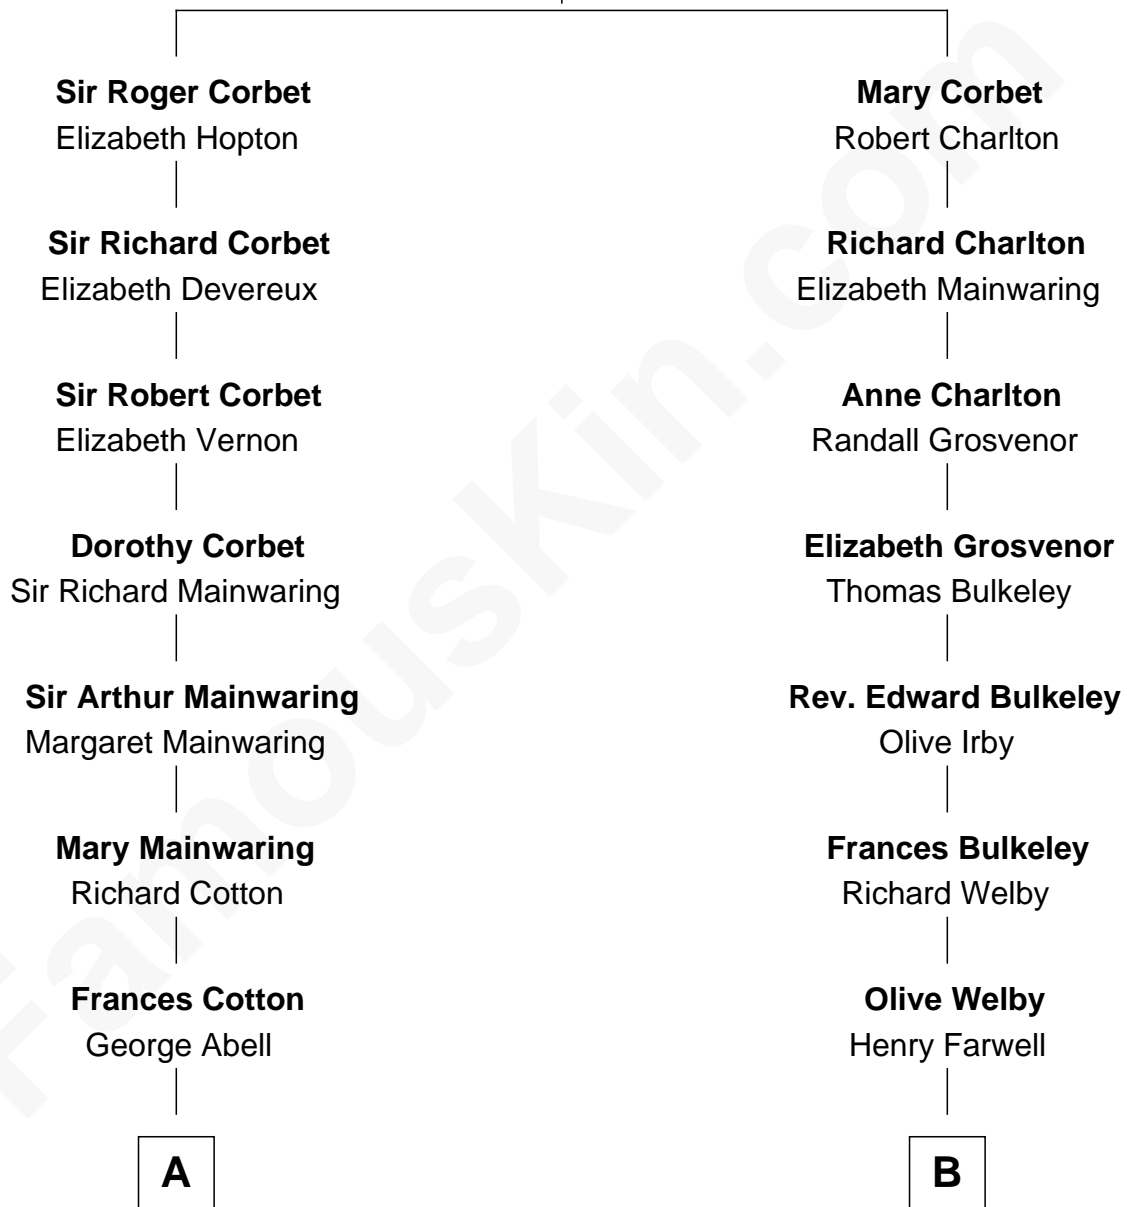 Sir Roger Corbet
Elizabeth Hopton
Sir Richard Corbet
Elizabeth Devereux
Sir Robert Corbet
Elizabeth Vernon
Dorothy Corbet
Sir Richard Mainwaring
Sir Arthur Mainwaring
Margaret Mainwaring
Mary Mainwaring
Richard Cotton
Frances Cotton
George Abell
A
Mary Corbet
Robert Charlton
Richard Charlton
Elizabeth Mainwaring
Anne Charlton
Randall Grosvenor
Elizabeth Grosvenor
Thomas Bulkeley
Rev. Edward Bulkeley
Olive Irby
Frances Bulkeley
Richard Welby
Olive Welby
Henry Farwell
B
FamousKin.com